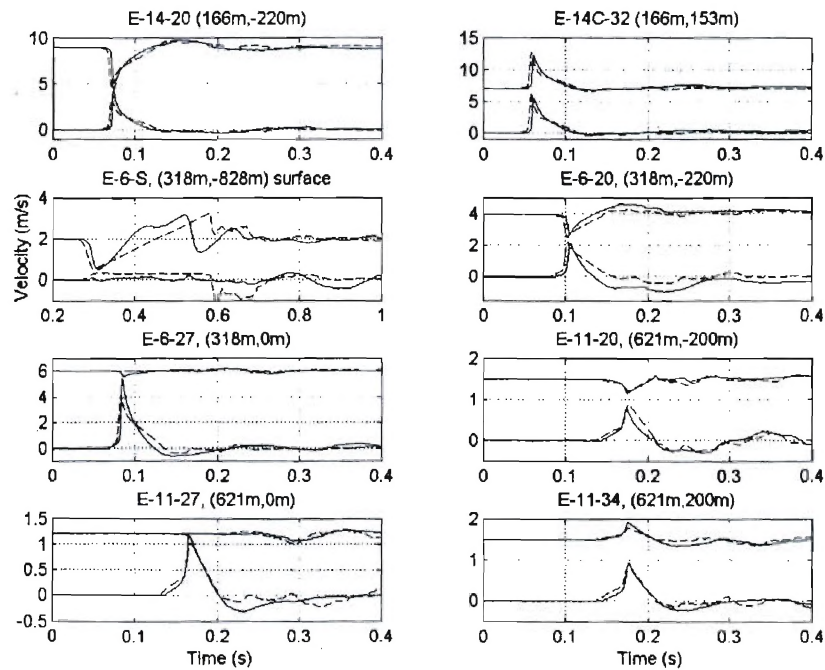 E-14-20 (166m,-220m)
10
5
0
0 0.1 0.2 0.3 0.4
E-14C-32 (166m,153m)
15
10
5
0
0 0.1 0.2 0.3 0.4
E-6-S, (318m,-828m) surface
4
2
0
0.2 0.4 0.6 0.8 1
Velocity (m/s)
E-6-20, (318m,-220m)
4
2
0
0 0.1 0.2 0.3 0.4
E-6-27, (318m,0m)
6
4
2
0
0 0.1 0.2 0.3 0.4
E-11-20, (621m,-200m)
2
1
0
0 0.1 0.2 0.3 0.4
E-11-27, (621m,0m)
1.5
1
0.5
0
-0.5
0 0.1 0.2 0.3 0.4
Time (s)
E-11-34, (621m,200m)
2
1
0
0 0.1 0.2 0.3 0.4
Time (s)